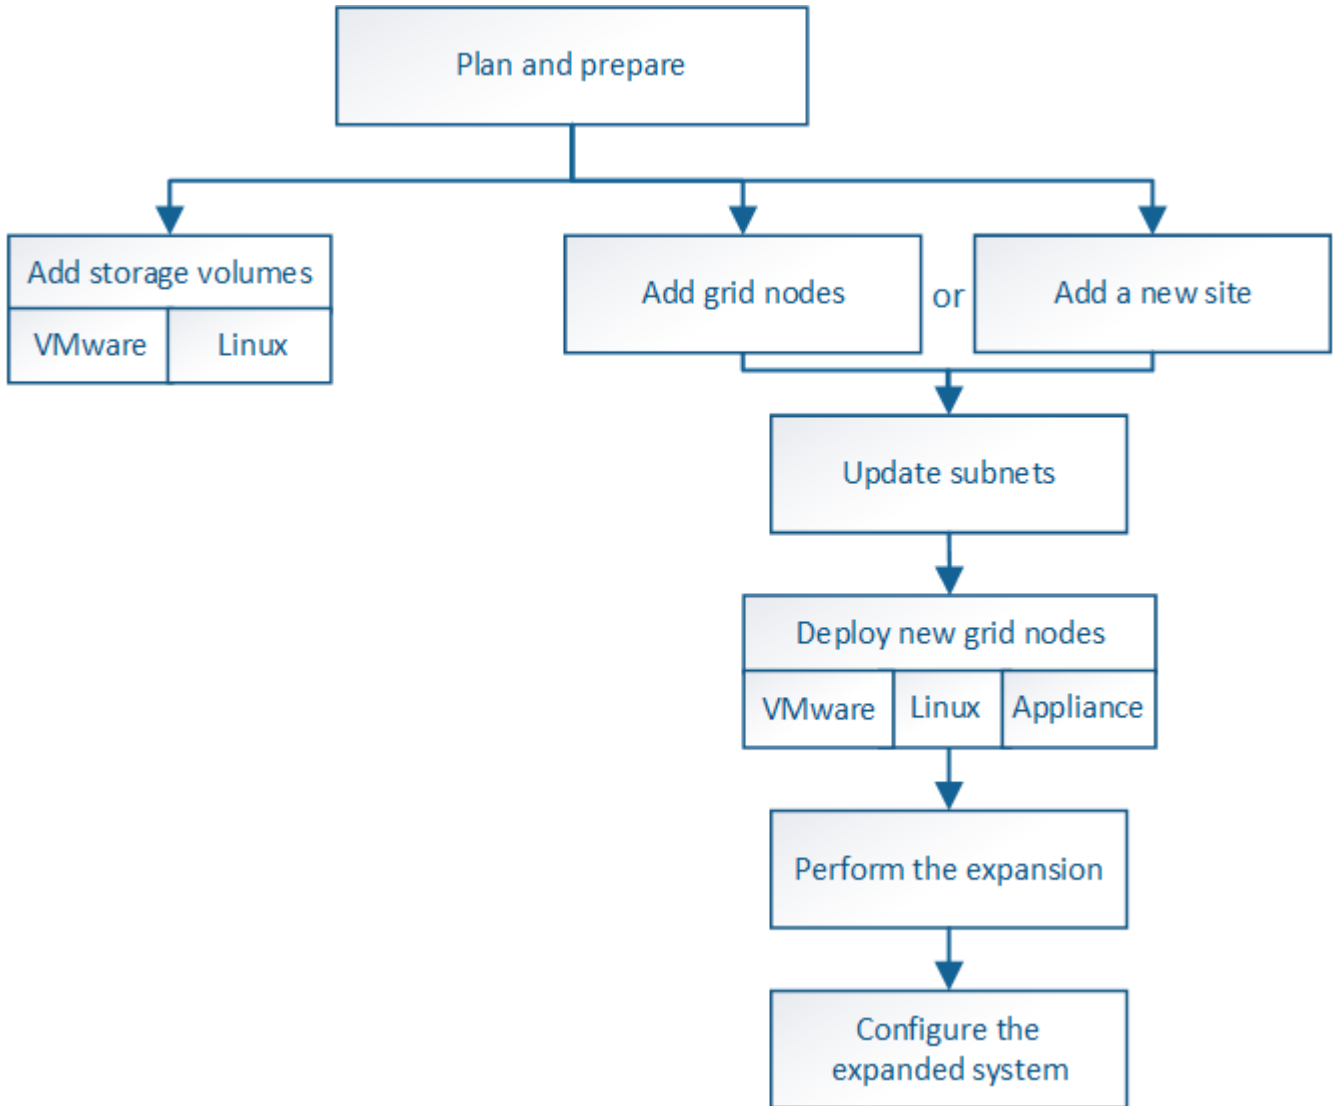 Plan and prepare
Add storage volumes
VMware
Linux
Add grid nodes
or
Add a new site
Update subnets
Deploy new grid nodes
VMware
Linux
Appliance
Perform the expansion
Configure the
expanded system